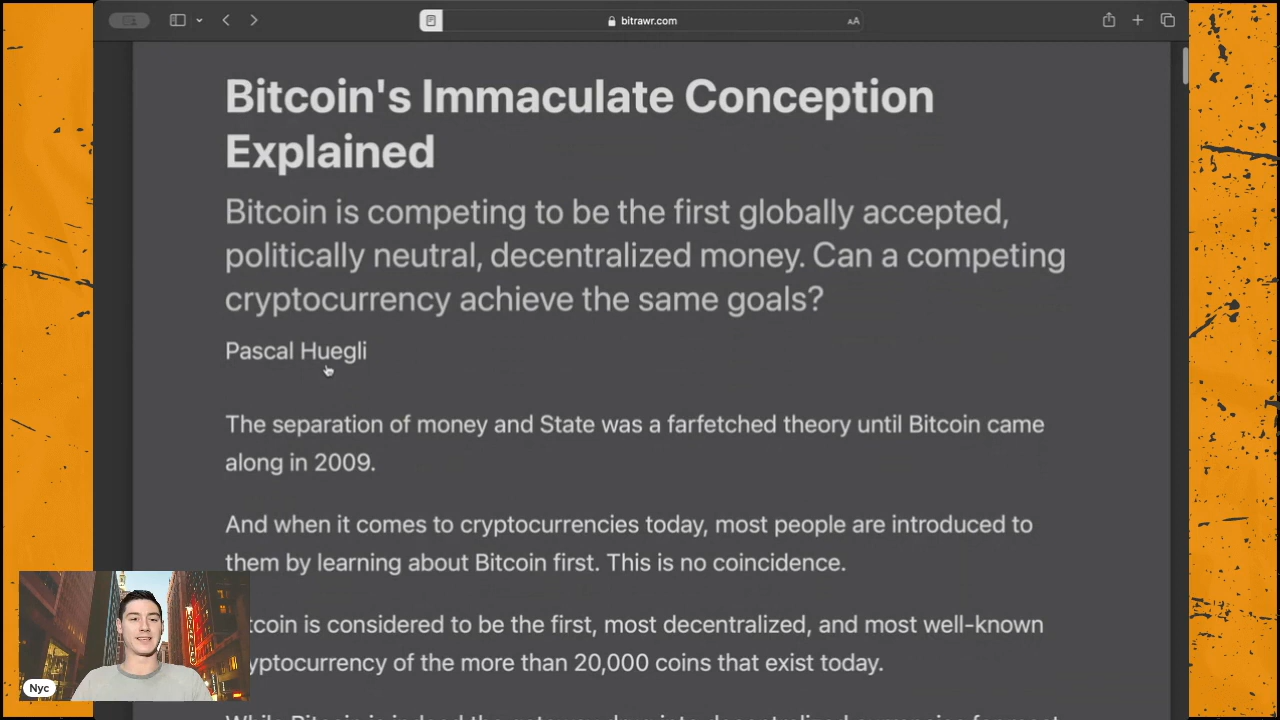 bitrawr.com
AA
Bitcoin's Immaculate Conception
Explained
Bitcoin is competing to be the first globally accepted,
politically neutral, decentralized money. Can a competing
cryptocurrency achieve the same goals?
Pascal Huegli
The separation of money and State was a farfetched theory until Bitcoin came
along in 2009.
And when it comes to cryptocurrencies today, most people are introduced to
them by learning about Bitcoin first. This is no coincidence.
tcoin is considered to be the first, most decentralized, and most well-known
yptocurrency of the more than 20,000 coins that exist today.
Nyc